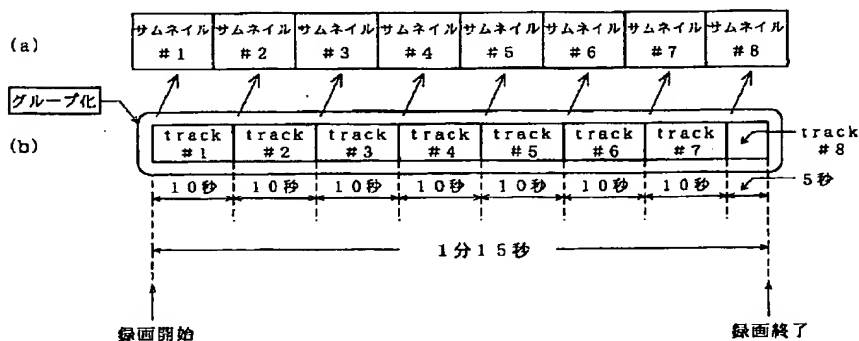 (a)
サムネイル サムネイル サムネイル サムネイル サムネイル サムネイル サムネイル サムネイル
#1 #2 #3 #4 #5 #6 #7 #8
グループ化
(b)
track track track track track track track
#1 #2 #3 #4 #5 #6 #7
track
#8
10秒 10秒 10秒 10秒 10秒 10秒 10秒 5秒
1分15秒
録画開始 録画終了